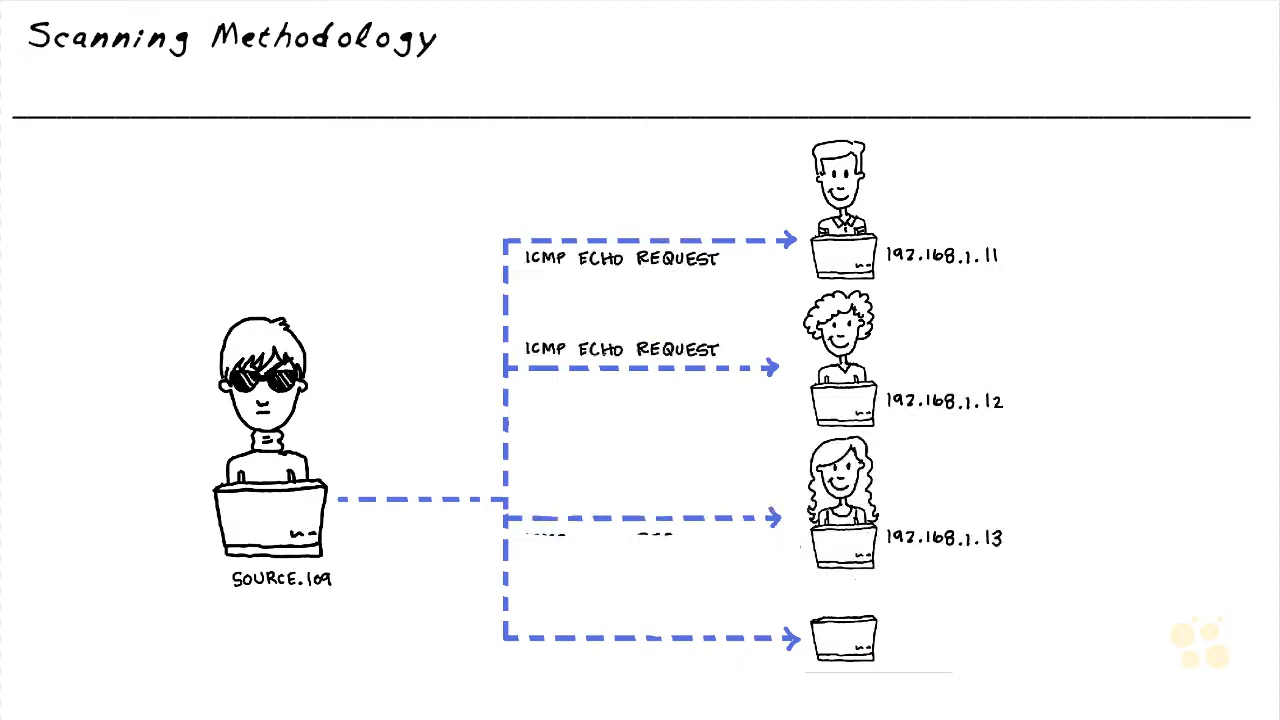 Scanning Methodology
ICMP ECHO REQUEST
192.168.1.11
ICMP ECHO REQUEST
192.168.1.12
192.168.1.13
SOURCE.109